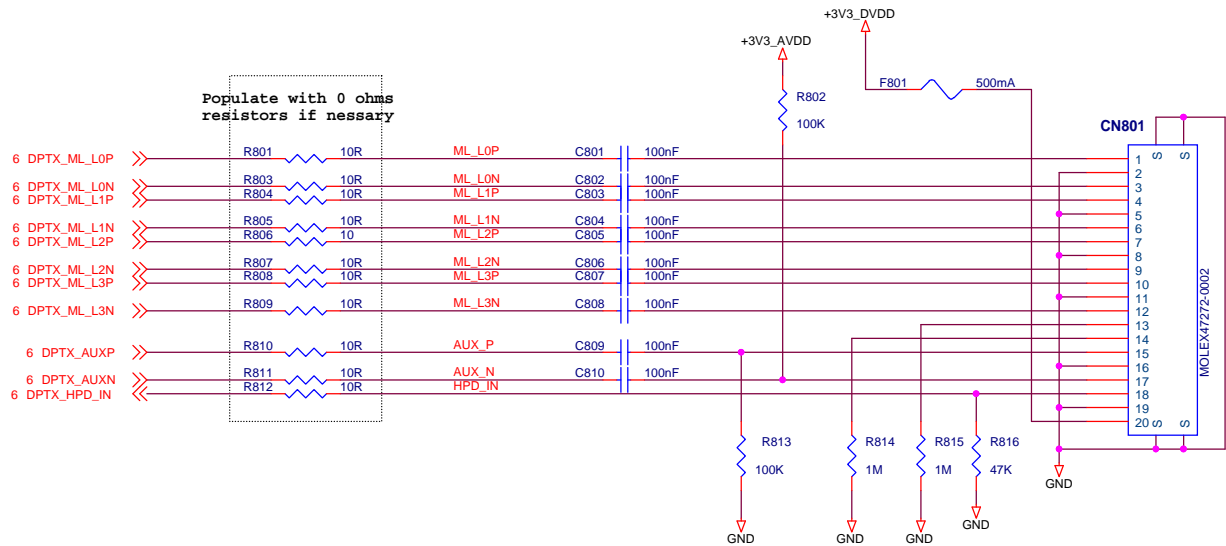 +3V3_DVDD
+3V3_AVDD
F801 500mA
R802
100K
Populate with 0 ohms
resistors if nessary
CN801
6 DPTX_ML_L0P R801 10R ML_L0P C801 100nF 1
2
6 DPTX_ML_L0N R803 10R ML_L0N C802 100nF 3
6 DPTX_ML_L1P R804 10R ML_L1P C803 100nF 4
5
6 DPTX_ML_L1N R805 10R ML_L1N C804 100nF 6
6 DPTX_ML_L2P R806 10 ML_L2P C805 100nF 7
8
6 DPTX_ML_L2N R807 10R ML_L2N C806 100nF 9
6 DPTX_ML_L3P R808 10R ML_L3P C807 100nF 10
11
6 DPTX_ML_L3N R809 10R ML_L3N C808 100nF 12
13
14
6 DPTX_AUXP R810 10R AUX_P C809 100nF 15
16
6 DPTX_AUXN R811 10R AUX_N C810 100nF 17
6 DPTX_HPD_IN R812 10R HPD_IN 18
19
20
S S
S S
MOLEX47272-0002
R813
100K
R814
1M
R815
1M
R816
47K
GND
GND
GND
GND
GND